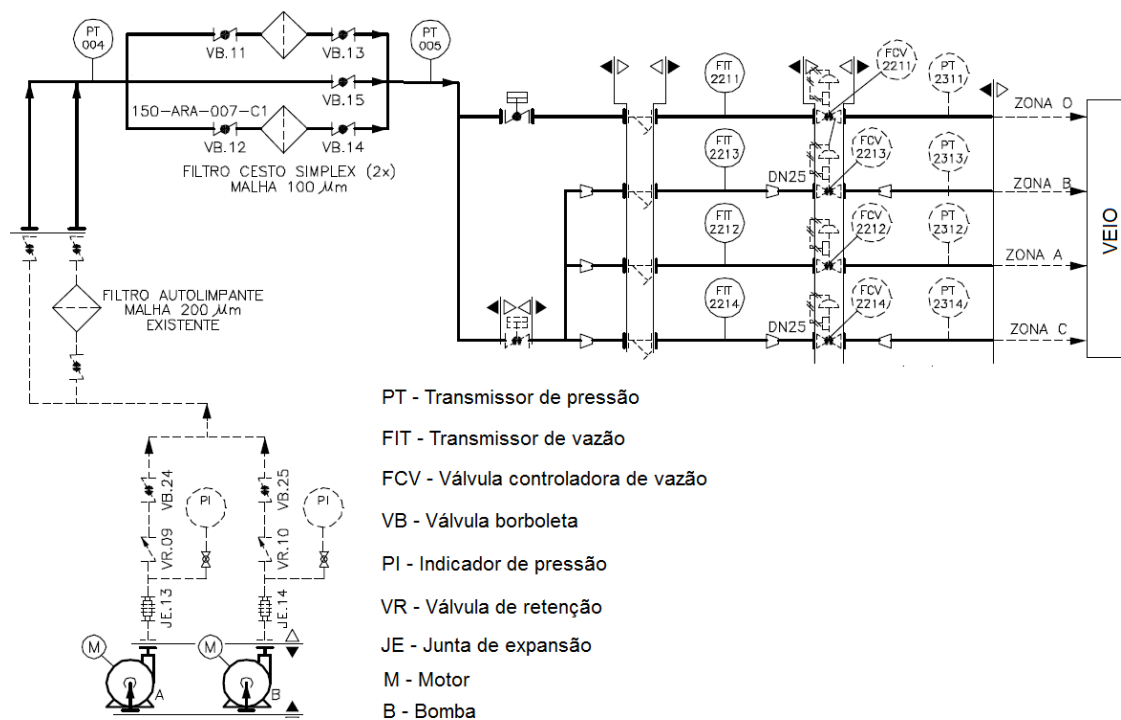 PT
004
VB.11
VB.13
PT
005
VB.15
150-ARA-007-C1
VB.12
VB.14
FILTRO CESTO SIMPLEX (2x)
MALHA 100 μm
FILTRO AUTOLIMPANTE
MALHA 200 μm
EXISTENTE
FIT
2211
FCV
2211
PT
2311
ZONA O
FIT
2213
DN25
FCV
2213
PT
2313
ZONA B
FIT
2212
FCV
2212
PT
2312
ZONA A
FIT
2214
DN25
FCV
2214
PT
2314
ZONA C
VEIO
VB.24
PI
VB.25
PI
VR.09
VR.10
JE.13
JE.14
M
A
M
B
PT - Transmissor de pressão
FIT - Transmissor de vazão
FCV - Válvula controladora de vazão
VB - Válvula borboleta
PI - Indicador de pressão
VR - Válvula de retenção
JE - Junta de expansão
M - Motor
B - Bomba